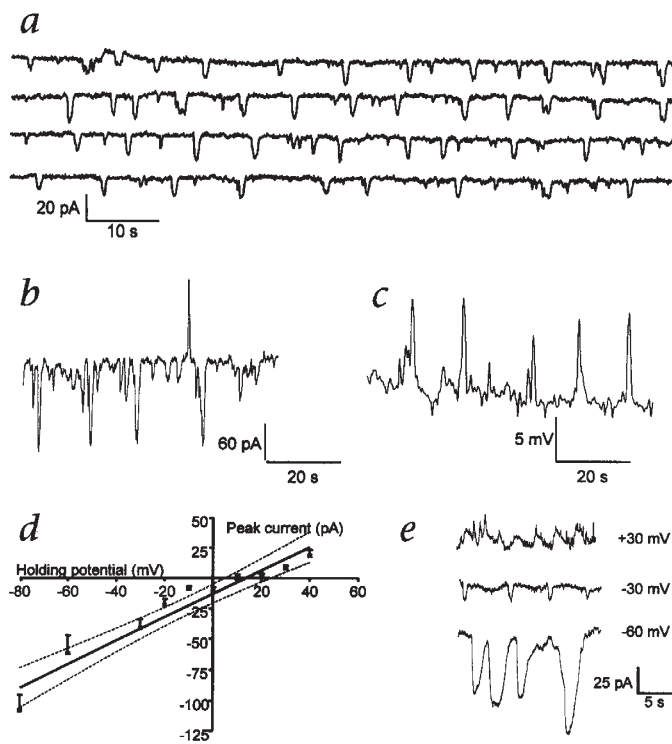 a
20 pA
10 s
b
c
60 pA
20 s
5 mV
20 s
d
e
50
Peak current (pA)
25
Holding potential (mV)
-80 -60 -40 -20 0 20 40 60
-25
-50
-75
-100
-125
+30 mV
-30 mV
-60 mV
25 pA
5 s